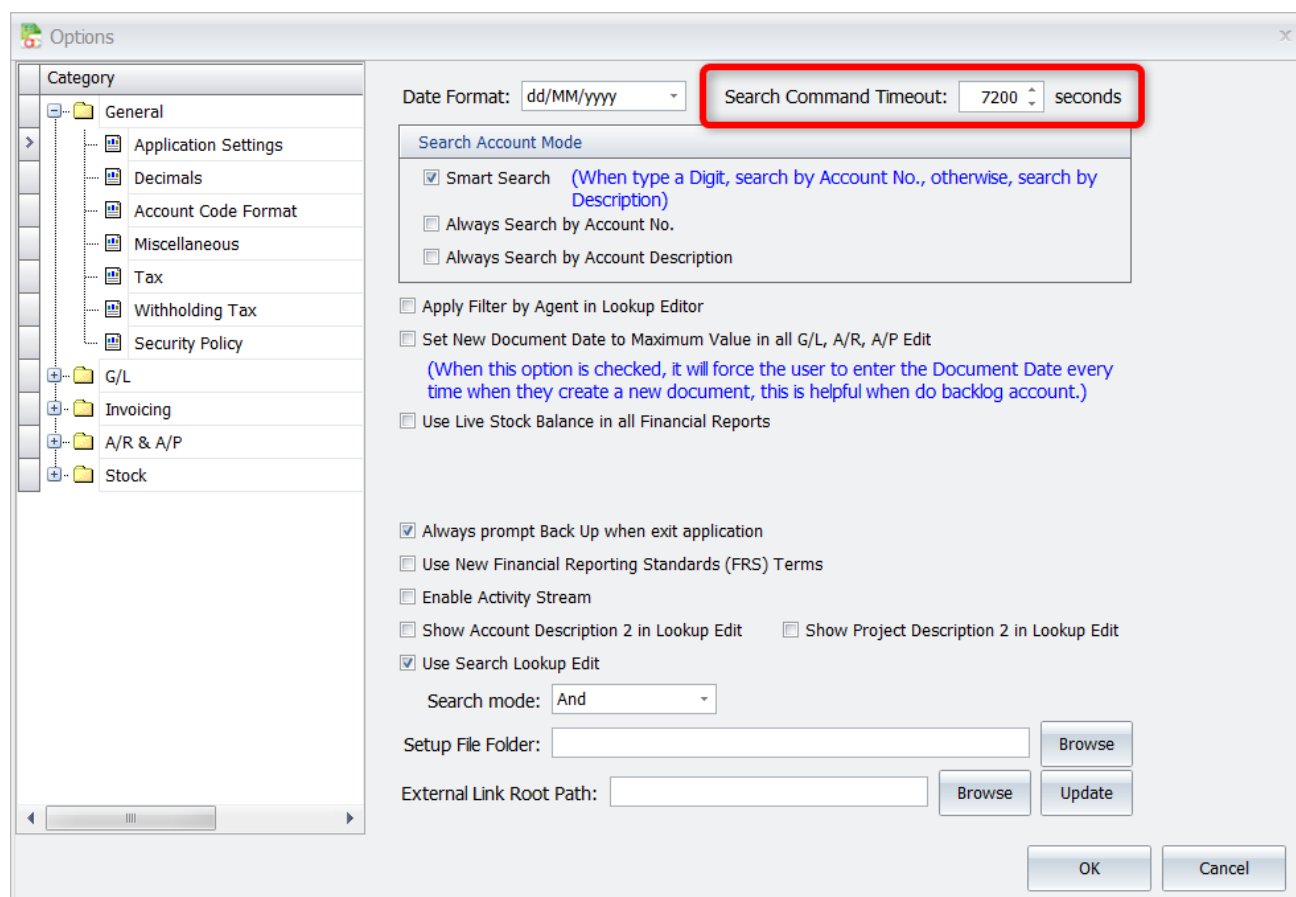 Options
Category
General
Application Settings
Decimals
Account Code Format
Miscellaneous
Tax
Withholding Tax
Security Policy
G/L
Invoicing
A/R & A/P
Stock
Date Format: dd/MM/yyyy Search Command Timeout: 7200 seconds
Search Account Mode
Smart Search (When type a Digit, search by Account No., otherwise, search by
Description)
Always Search by Account No.
Always Search by Account Description
Apply Filter by Agent in Lookup Editor
Set New Document Date to Maximum Value in all G/L, A/R, A/P Edit
(When this option is checked, it will force the user to enter the Document Date every
time when they create a new document, this is helpful when do backlog account.)
Use Live Stock Balance in all Financial Reports
Always prompt Back Up when exit application
Use New Financial Reporting Standards (FRS) Terms
Enable Activity Stream
Show Account Description 2 in Lookup Edit Show Project Description 2 in Lookup Edit
Use Search Lookup Edit
Search mode: And
Setup File Folder: Browse
External Link Root Path: Browse Update
OK Cancel